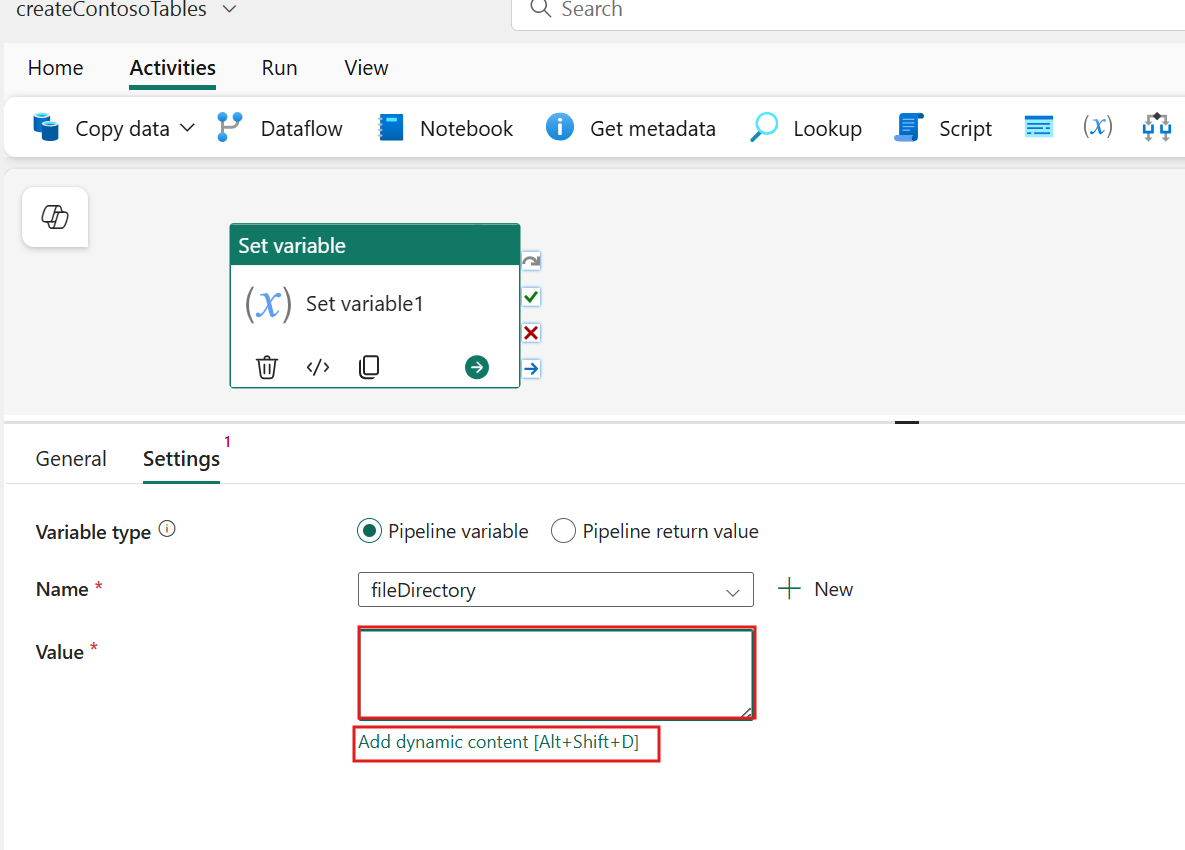 createContosoTables
Search
Home Activities Run View
Copy data Dataflow Notebook Get metadata Lookup Script (x)
Set variable
(x) Set variable1
</>
General Settings 1
Variable type Pipeline variable Pipeline return value
Name * fileDirectory + New
Value *
Add dynamic content [Alt+Shift+D]